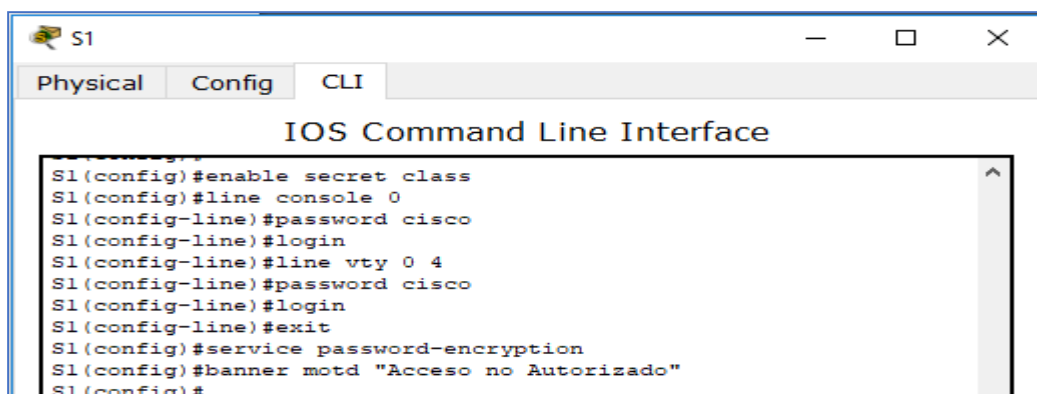 S1
Physical Config CLI
IOS Command Line Interface
S1(config)#enable secret class
S1(config)#line console 0
S1(config-line)#password cisco
S1(config-line)#login
S1(config-line)#line vty 0 4
S1(config-line)#password cisco
S1(config-line)#login
S1(config-line)#exit
S1(config)#service password-encryption
S1(config)#banner motd "Acceso no Autorizado"
S1(config)#